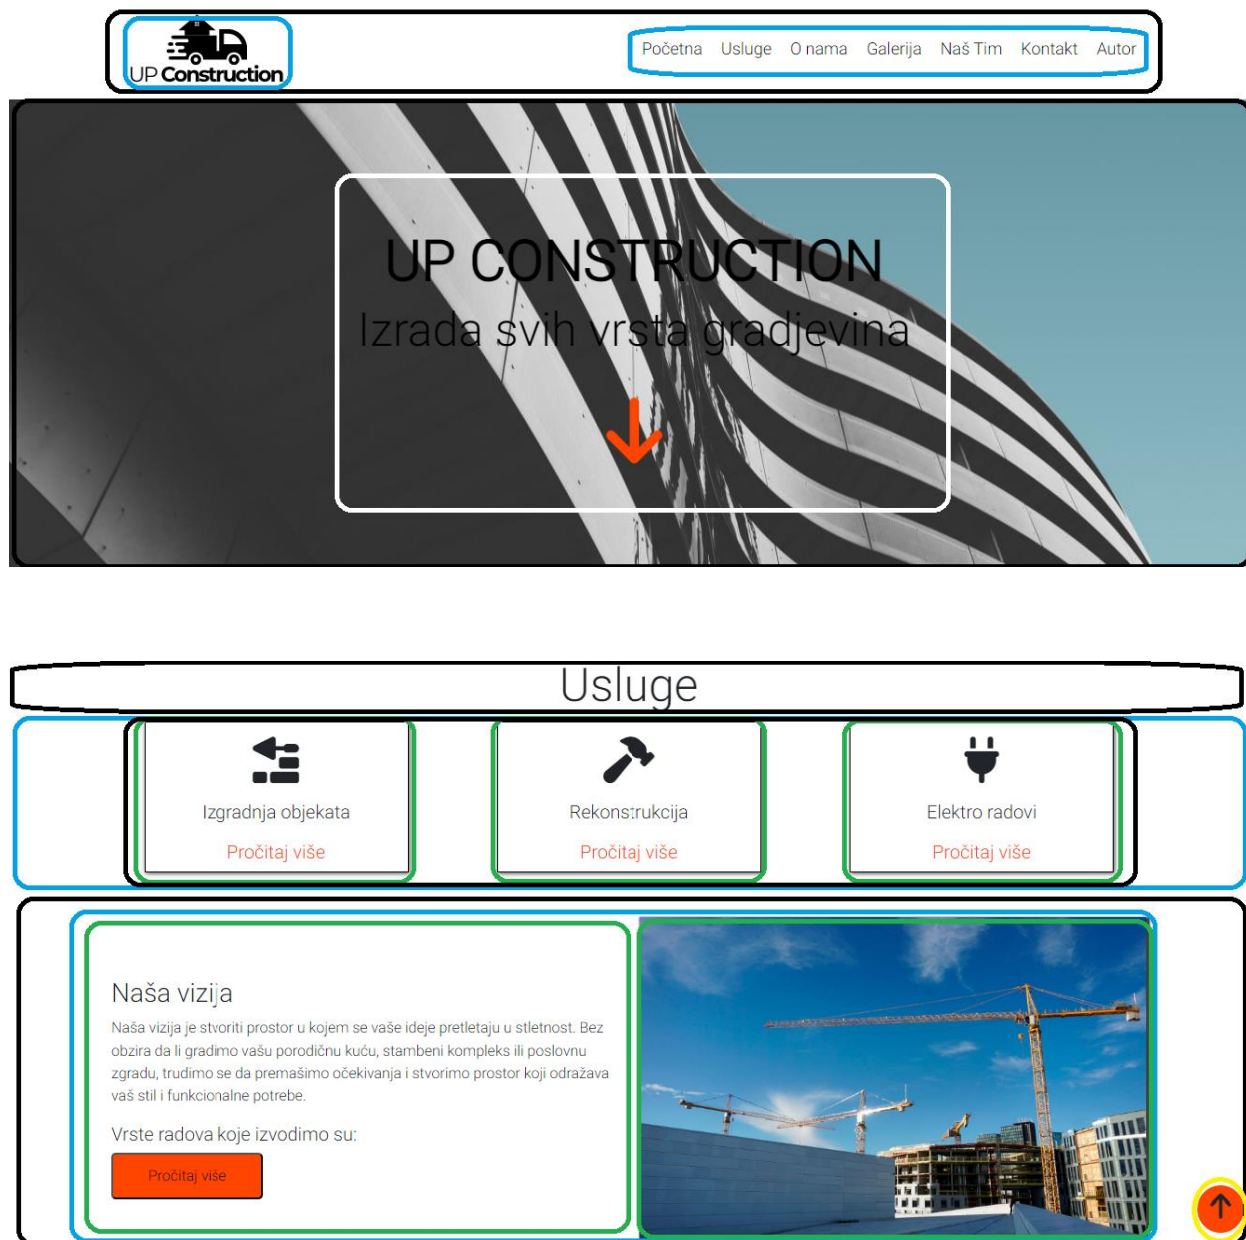 UP Construction
Početna Usluge O nama Galerija Naš Tim Kontakt Autor
UP CONSTRUCTION
Izrada svih vrsta gradjevina
Usluge
Izgradnja objekata
Pročitaj više
Rekonstrukcija
Pročitaj više
Elektro radovi
Pročitaj više
Naša vizija
Naša vizija je stvoriti prostor u kojem se vaše ideje pretletaju u stletnost. Bez
obzira da li gradimo vašu porodičnu kuću, stambeni kompleks ili poslovnu
zgradu, trudimo se da premašimo očekivanja i stvorimo prostor koji odražava
vaš stil i funkcionalne potrebe.
Vrste radova koje izvodimo su:
Pročitaj više